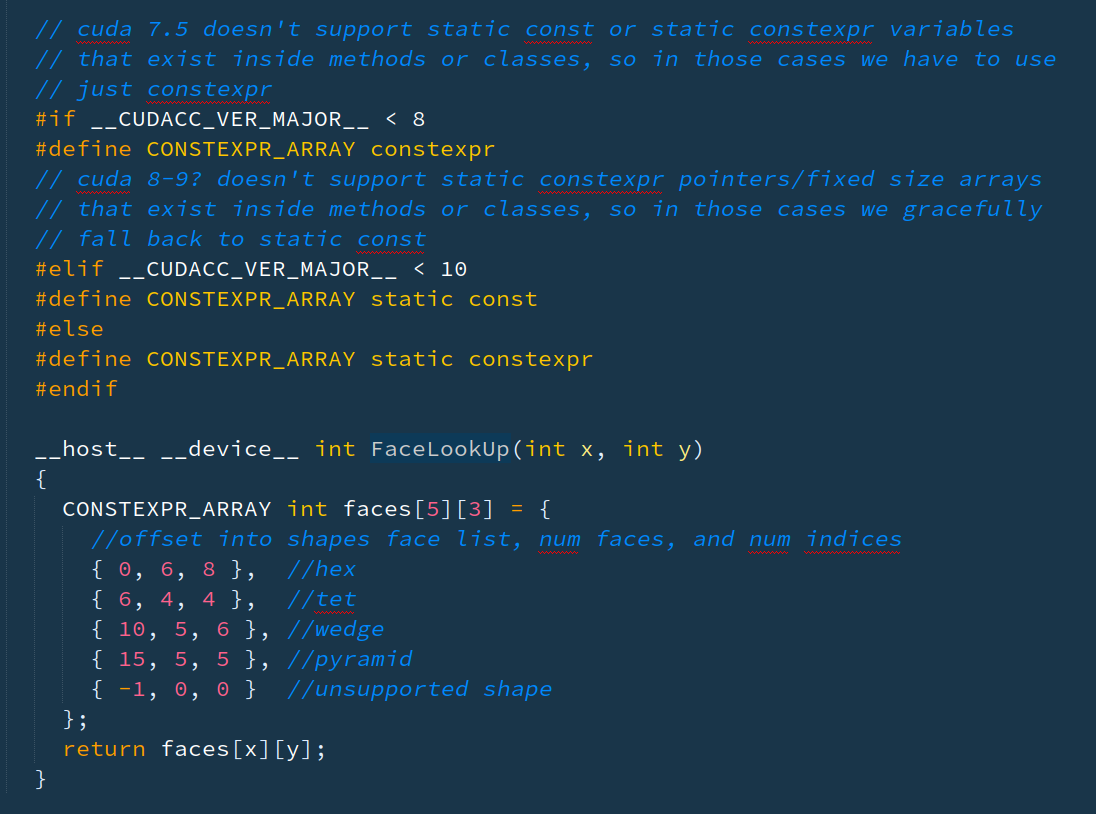 // cuda 7.5 doesn't support static const or static constexpr variables
// that exist inside methods or classes, so in those cases we have to use
// just constexpr
#if __CUDACC_VER_MAJOR__ < 8
#define CONSTEXPR_ARRAY constexpr
// cuda 8-9? doesn't support static constexpr pointers/fixed size arrays
// that exist inside methods or classes, so in those cases we gracefully
// fall back to static const
#elif __CUDACC_VER_MAJOR__ < 10
#define CONSTEXPR_ARRAY static const
#else
#define CONSTEXPR_ARRAY static constexpr
#endif

__host__ __device__ int FaceLookUp(int x, int y)
{
  CONSTEXPR_ARRAY int faces[5][3] = {
    //offset into shapes face list, num faces, and num indices
    { 0, 6, 8 },  //hex
    { 6, 4, 4 },  //tet
    { 10, 5, 6 }, //wedge
    { 15, 5, 5 }, //pyramid
    { -1, 0, 0 }  //unsupported shape
  };
  return faces[x][y];
}